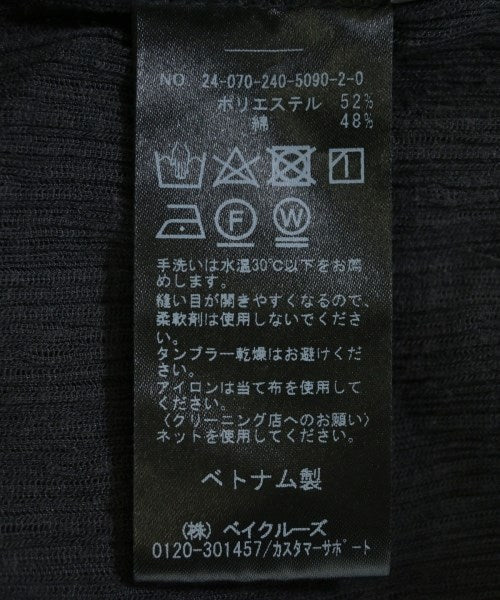 NO 24-070-240-5090-2-0
ポリエステル 52%
綿 48%
F W
手洗いは水温30℃以下をお薦
めします。
縫い目が開きやすくなるので、
柔軟剤は使用しないでくださ
い。
タンブラー乾燥はお避けくだ
さい。
アイロンは当て布を使用して
ください。
〈クリーニング店へのお願い〉
ネットを使用してください。
ベトナム製
(株) ベイクルーズ
0120-301457/カスタマーサポート